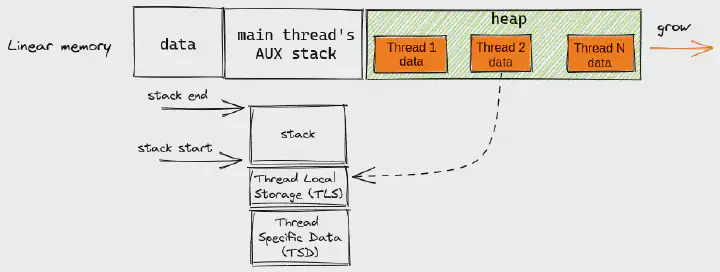 Linear memory
data
main thread's
AUX stack
heap
Thread 1
data
Thread 2
data
Thread N
data
grow
stack end
stack
stack start
Thread Local
Storage (TLS)
Thread
Specific Data
(TSD)